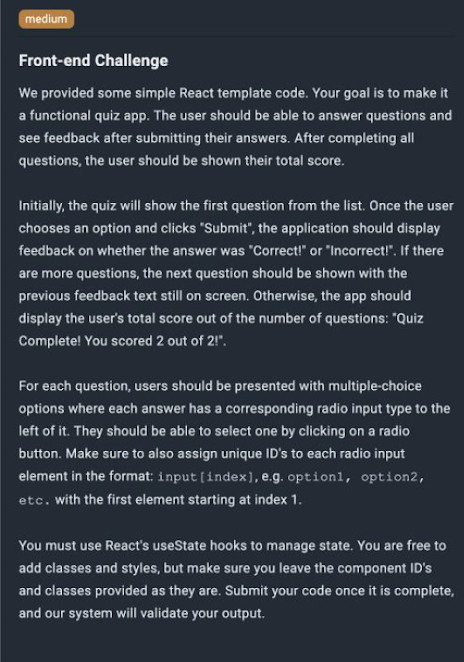 medium
Front-end Challenge
We provided some simple React template code. Your goal is to make it
a functional quiz app. The user should be able to answer questions and
see feedback after submitting their answers. After completing all
questions, the user should be shown their total score.
Initially, the quiz will show the first question from the list. Once the user
chooses an option and clicks "Submit", the application should display
feedback on whether the answer was "Correct!" or "Incorrect!". If there
are more questions, the next question should be shown with the
previous feedback text still on screen. Otherwise, the app should
display the user's total score out of the number of questions: "Quiz
Complete! You scored 2 out of 2!".
For each question, users should be presented with multiple-choice
options where each answer has a corresponding radio input type to the
left of it. They should be able to select one by clicking on a radio
button. Make sure to also assign unique ID's to each radio input
element in the format: input[index], e.g. option1, option2,
etc. with the first element starting at index 1.
You must use React's useState hooks to manage state. You are free to
add classes and styles, but make sure you leave the component ID's
and classes provided as they are. Submit your code once it is complete,
and our system will validate your output.